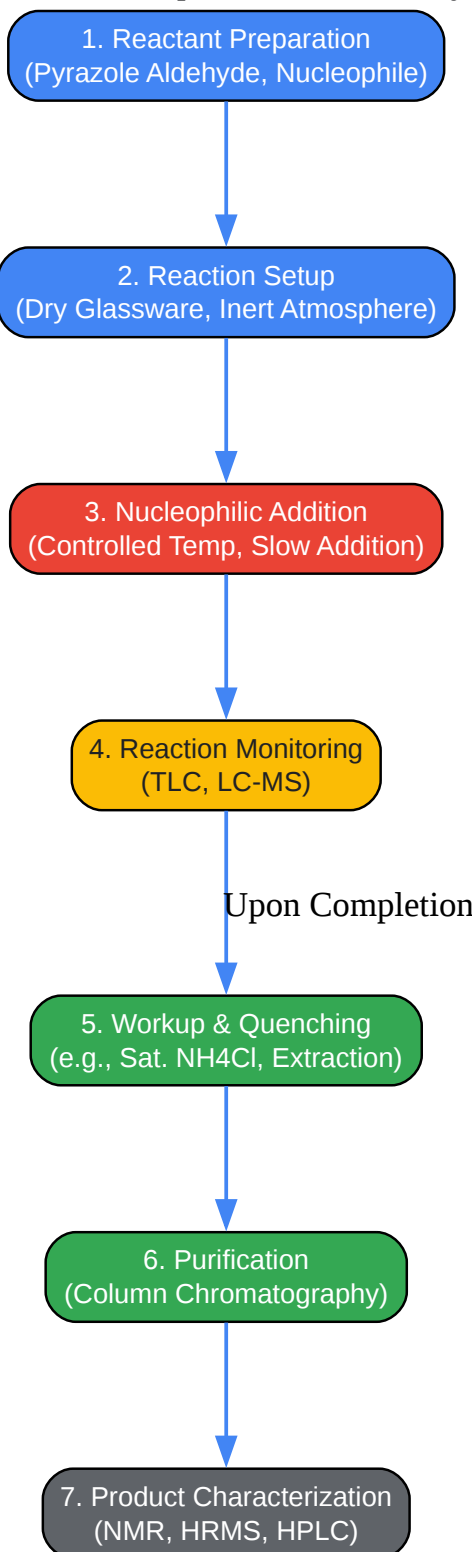 1. Reactant Preparation
(Pyrazole Aldehyde, Nucleophile)
2. Reaction Setup
(Dry Glassware, Inert Atmosphere)
3. Nucleophilic Addition
(Controlled Temp, Slow Addition)
4. Reaction Monitoring
(TLC, LC-MS)
Upon Completion
5. Workup & Quenching
(e.g., Sat. NH4Cl, Extraction)
6. Purification
(Column Chromatography)
7. Product Characterization
(NMR, HRMS, HPLC)